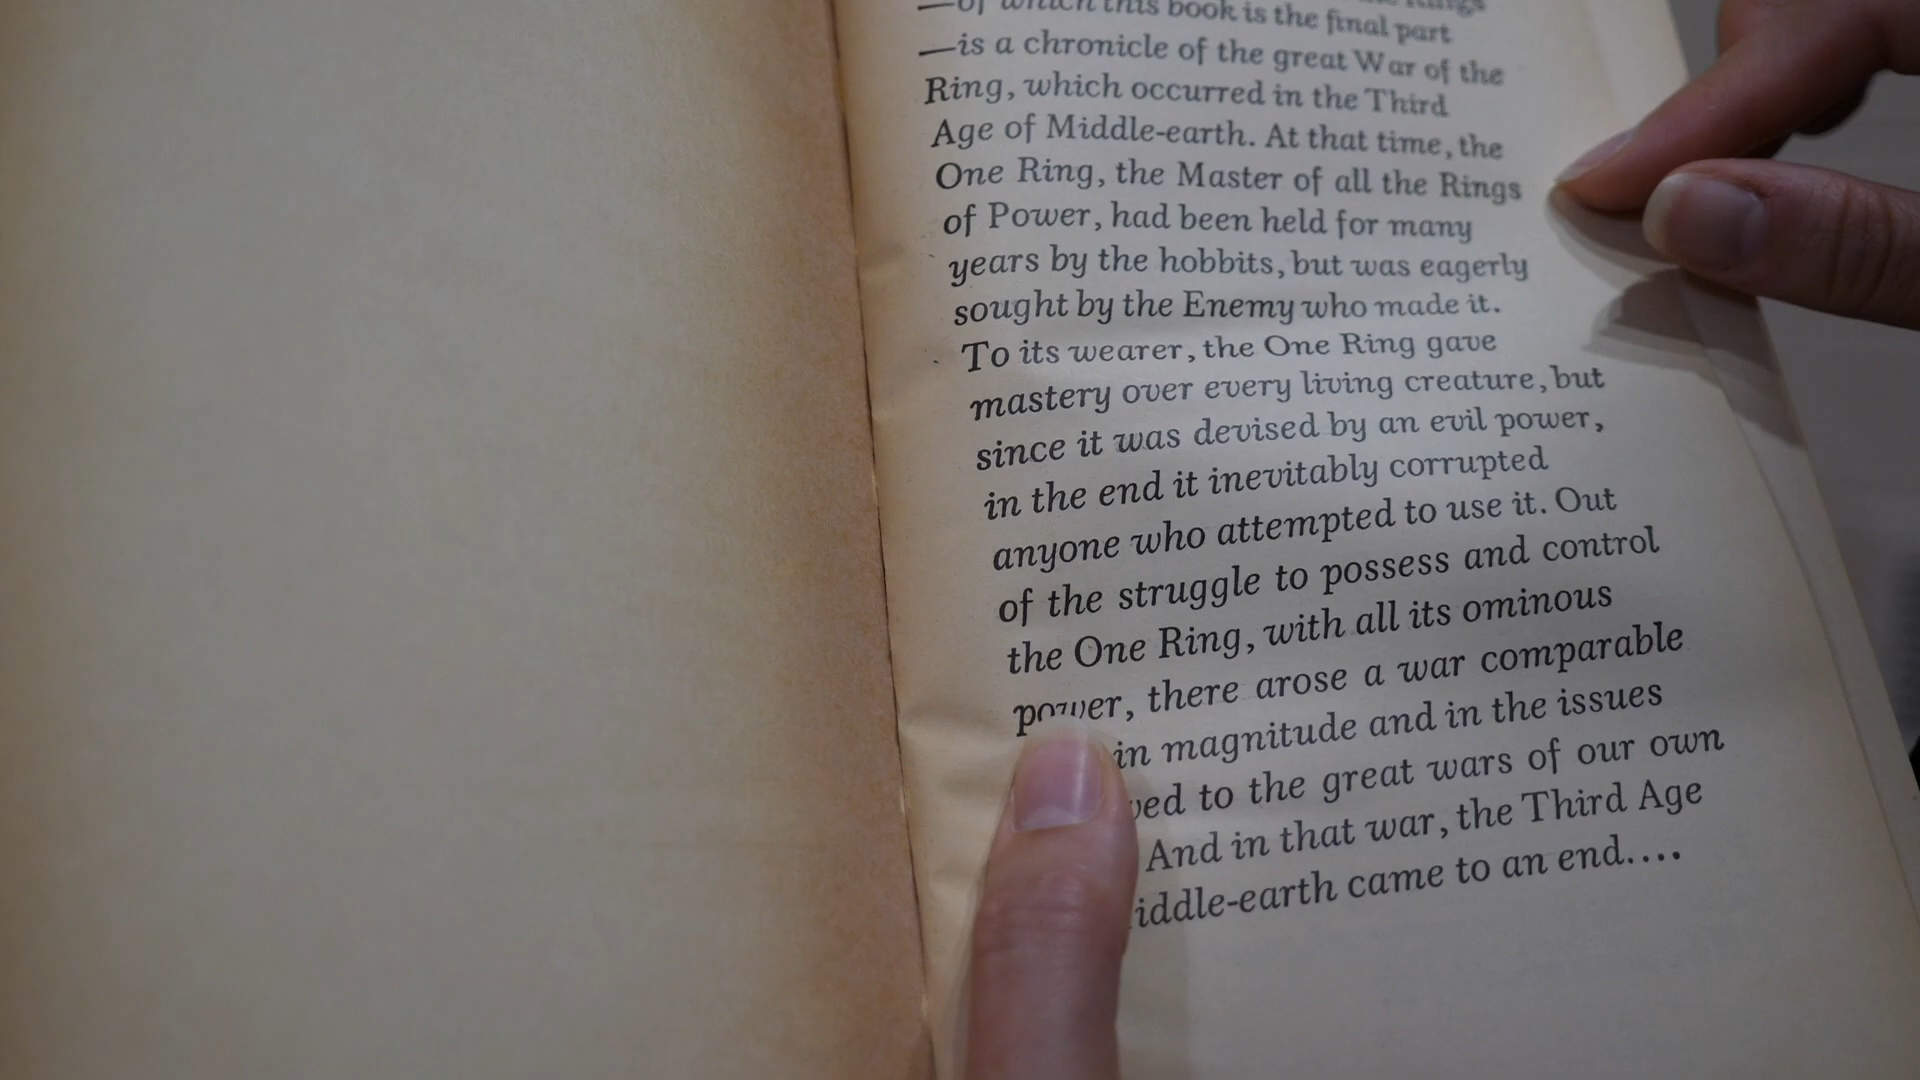 —of which this book is the final part
—is a chronicle of the great War of the
Ring, which occurred in the Third
Age of Middle-earth. At that time, the
One Ring, the Master of all the Rings
of Power, had been held for many
years by the hobbits, but was eagerly
sought by the Enemy who made it.
To its wearer, the One Ring gave
mastery over every living creature, but
since it was devised by an evil power,
in the end it inevitably corrupted
anyone who attempted to use it. Out
of the struggle to possess and control
the One Ring, with all its ominous
power, there arose a war comparable
in magnitude and in the issues
to the great wars of our own
And in that war, the Third Age
came to an end....